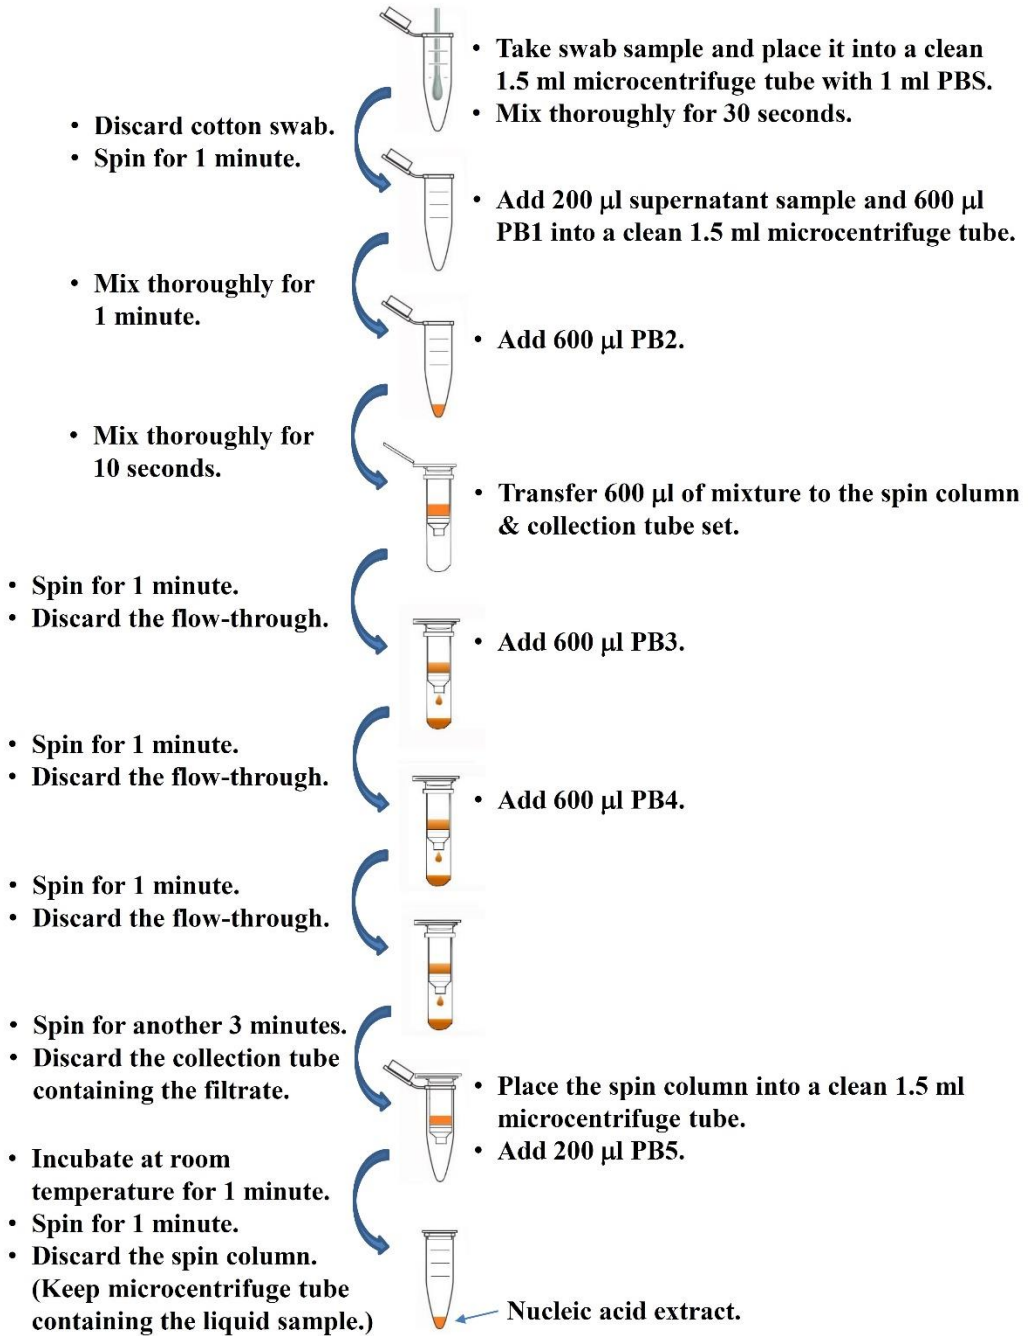 • Take swab sample and place it into a clean
1.5 ml microcentrifuge tube with 1 ml PBS.
• Mix thoroughly for 30 seconds.
• Discard cotton swab.
• Spin for 1 minute.
• Add 200 μl supernatant sample and 600 μl
PB1 into a clean 1.5 ml microcentrifuge tube.
• Mix thoroughly for
1 minute.
• Add 600 μl PB2.
• Mix thoroughly for
10 seconds.
• Transfer 600 μl of mixture to the spin column
& collection tube set.
• Spin for 1 minute.
• Discard the flow-through.
• Add 600 μl PB3.
• Spin for 1 minute.
• Discard the flow-through.
• Add 600 μl PB4.
• Spin for 1 minute.
• Discard the flow-through.
• Spin for another 3 minutes.
• Discard the collection tube
containing the filtrate.
• Place the spin column into a clean 1.5 ml
microcentrifuge tube.
• Add 200 μl PB5.
• Incubate at room
temperature for 1 minute.
• Spin for 1 minute.
• Discard the spin column.
(Keep microcentrifuge tube
containing the liquid sample.)
Nucleic acid extract.